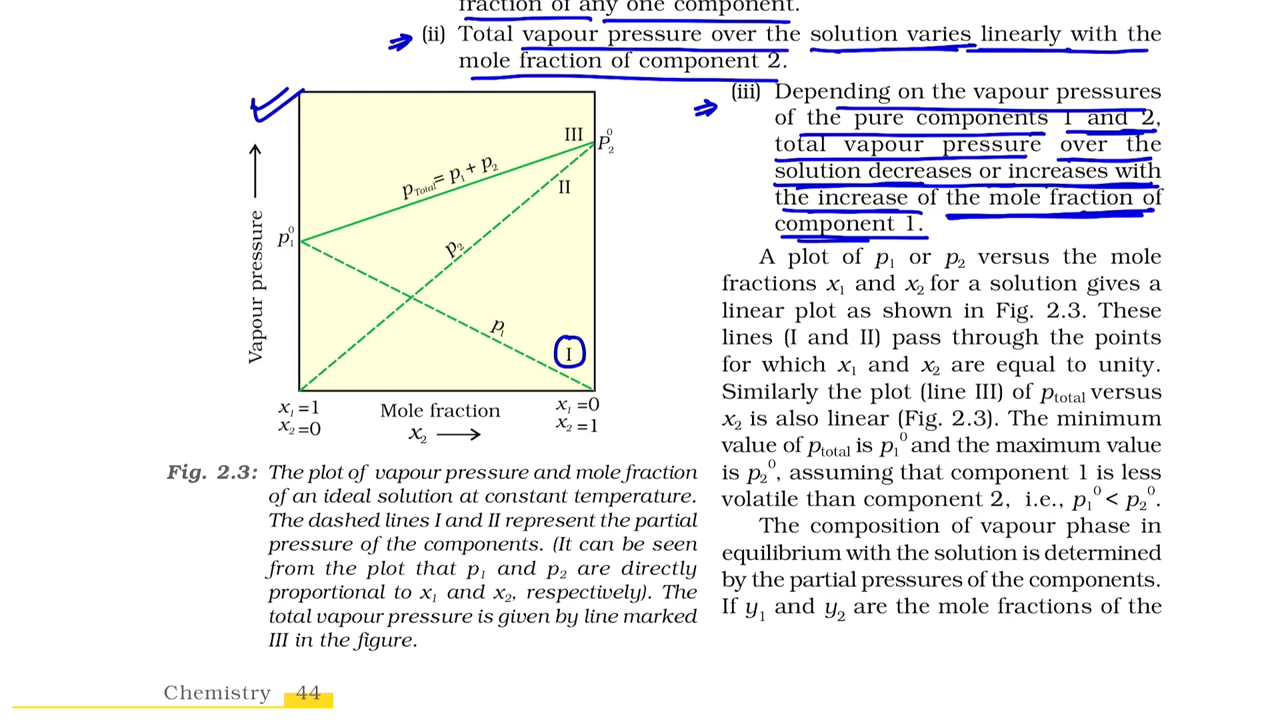 fraction of any one component.
(ii) Total vapour pressure over the solution varies linearly with the
mole fraction of component 2.
III
P₂⁰
p_Total = p₁ + p₂
II
p₁⁰
p₂
Vapour pressure
p₁
I
x₁ =1
x₂ =0
Mole fraction
x₂
x₁ =0
x₂ =1
Fig. 2.3: The plot of vapour pressure and mole fraction
of an ideal solution at constant temperature.
The dashed lines I and II represent the partial
pressure of the components. (It can be seen
from the plot that p₁ and p₂ are directly
proportional to x₁ and x₂, respectively). The
total vapour pressure is given by line marked
III in the figure.
(iii) Depending on the vapour pressures
of the pure components 1 and 2,
total vapour pressure over the
solution decreases or increases with
the increase of the mole fraction of
component 1.
A plot of p₁ or p₂ versus the mole
fractions x₁ and x₂ for a solution gives a
linear plot as shown in Fig. 2.3. These
lines (I and II) pass through the points
for which x₁ and x₂ are equal to unity.
Similarly the plot (line III) of p_total versus
x₂ is also linear (Fig. 2.3). The minimum
value of p_total is p₁⁰ and the maximum value
is p₂⁰, assuming that component 1 is less
volatile than component 2, i.e., p₁⁰ < p₂⁰.
The composition of vapour phase in
equilibrium with the solution is determined
by the partial pressures of the components.
If y₁ and y₂ are the mole fractions of the
Chemistry 44